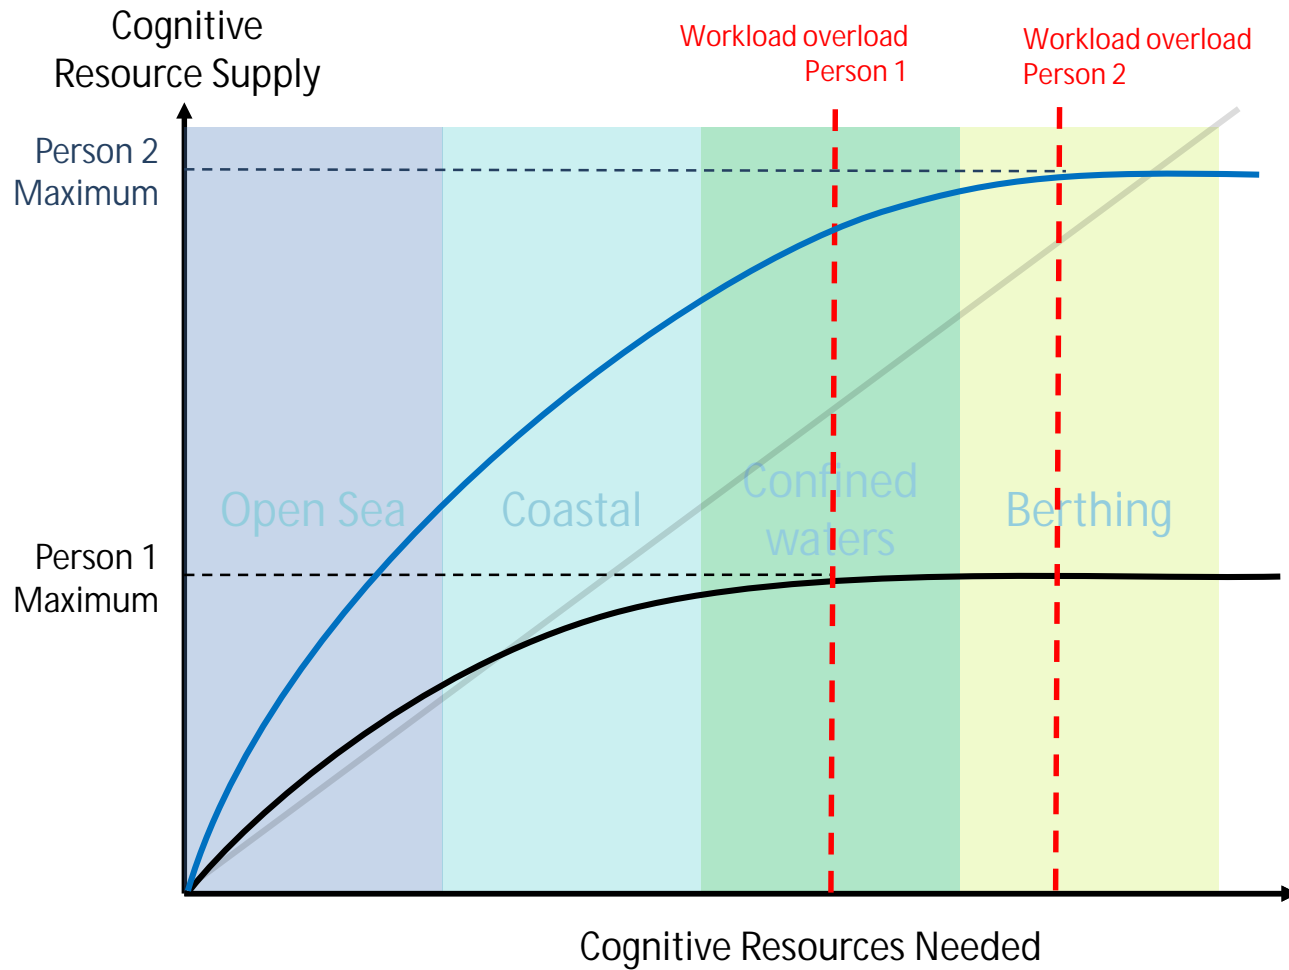 Cognitive
Resource Supply
Workload overload
Person 1
Workload overload
Person 2
Person 2
Maximum
Open Sea
Coastal
Confined
waters
Berthing
Person 1
Maximum
Cognitive Resources Needed